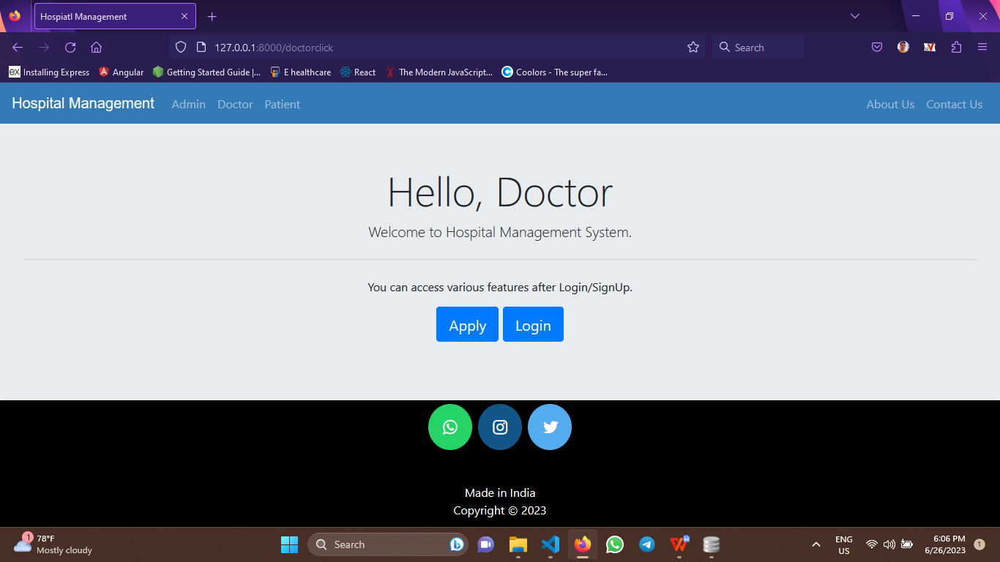 Hospiatl Management
127.0.0.1:8000/doctorclick
Search
Installing Express
Angular
Getting Started Guide |...
E healthcare
React
The Modern JavaScript...
Coolors - The super fa...
Hospital Management
Admin
Doctor
Patient
About Us
Contact Us
Hello, Doctor
Welcome to Hospital Management System.
You can access various features after Login/SignUp.
Apply
Login
Made in India
Copyright © 2023
1
78°F
Mostly cloudy
Search
ENG
US
6:06 PM
6/26/2023
1